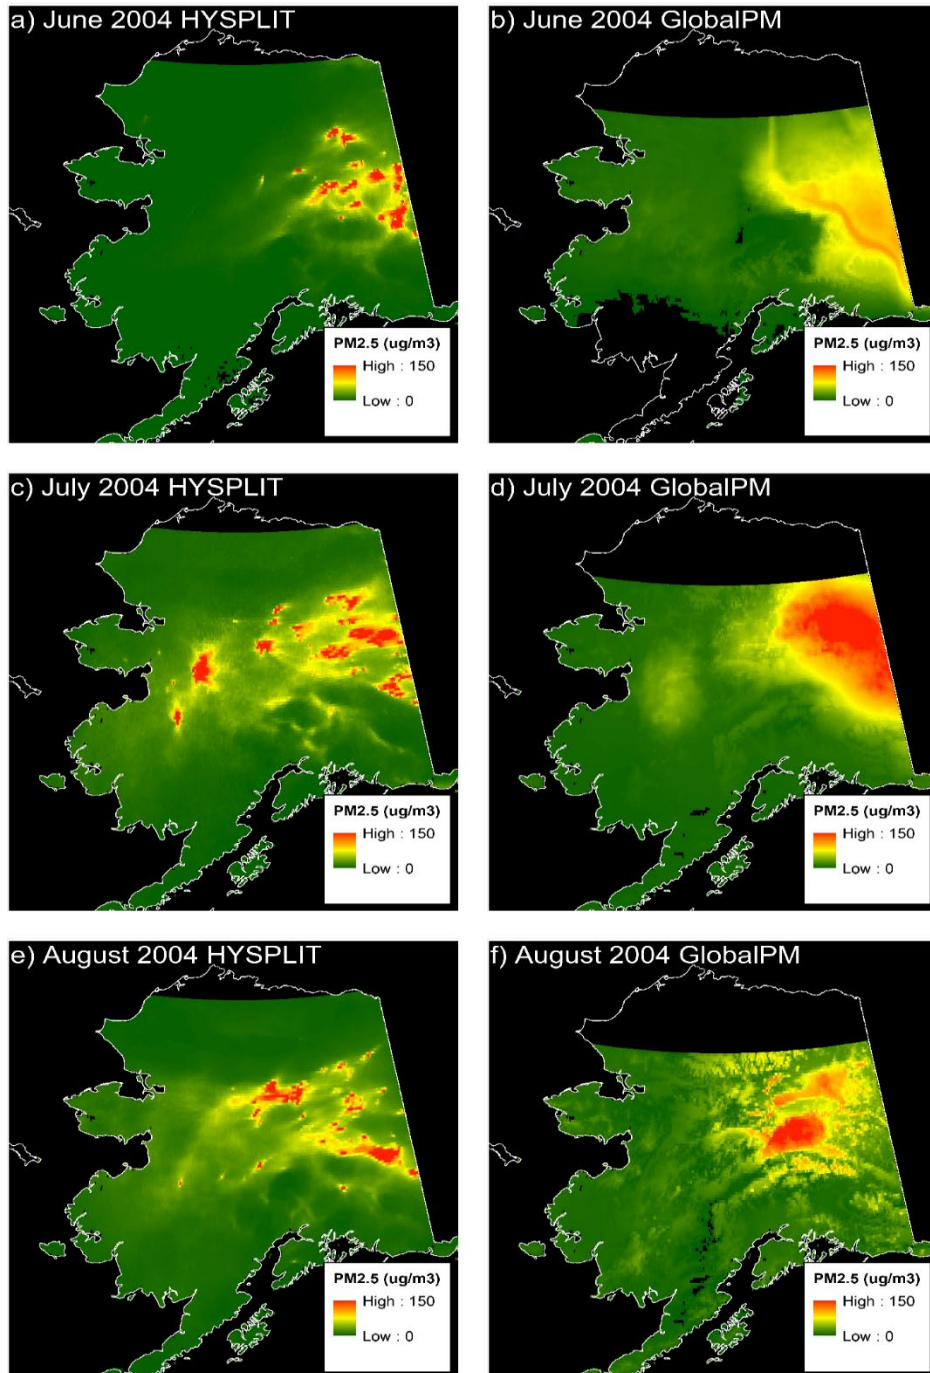 a) June 2004 HYSPLIT
PM2.5 (ug/m3)
High : 150
Low : 0
b) June 2004 GlobalPM
PM2.5 (ug/m3)
High : 150
Low : 0
c) July 2004 HYSPLIT
PM2.5 (ug/m3)
High : 150
Low : 0
d) July 2004 GlobalPM
PM2.5 (ug/m3)
High : 150
Low : 0
e) August 2004 HYSPLIT
PM2.5 (ug/m3)
High : 150
Low : 0
f) August 2004 GlobalPM
PM2.5 (ug/m3)
High : 150
Low : 0